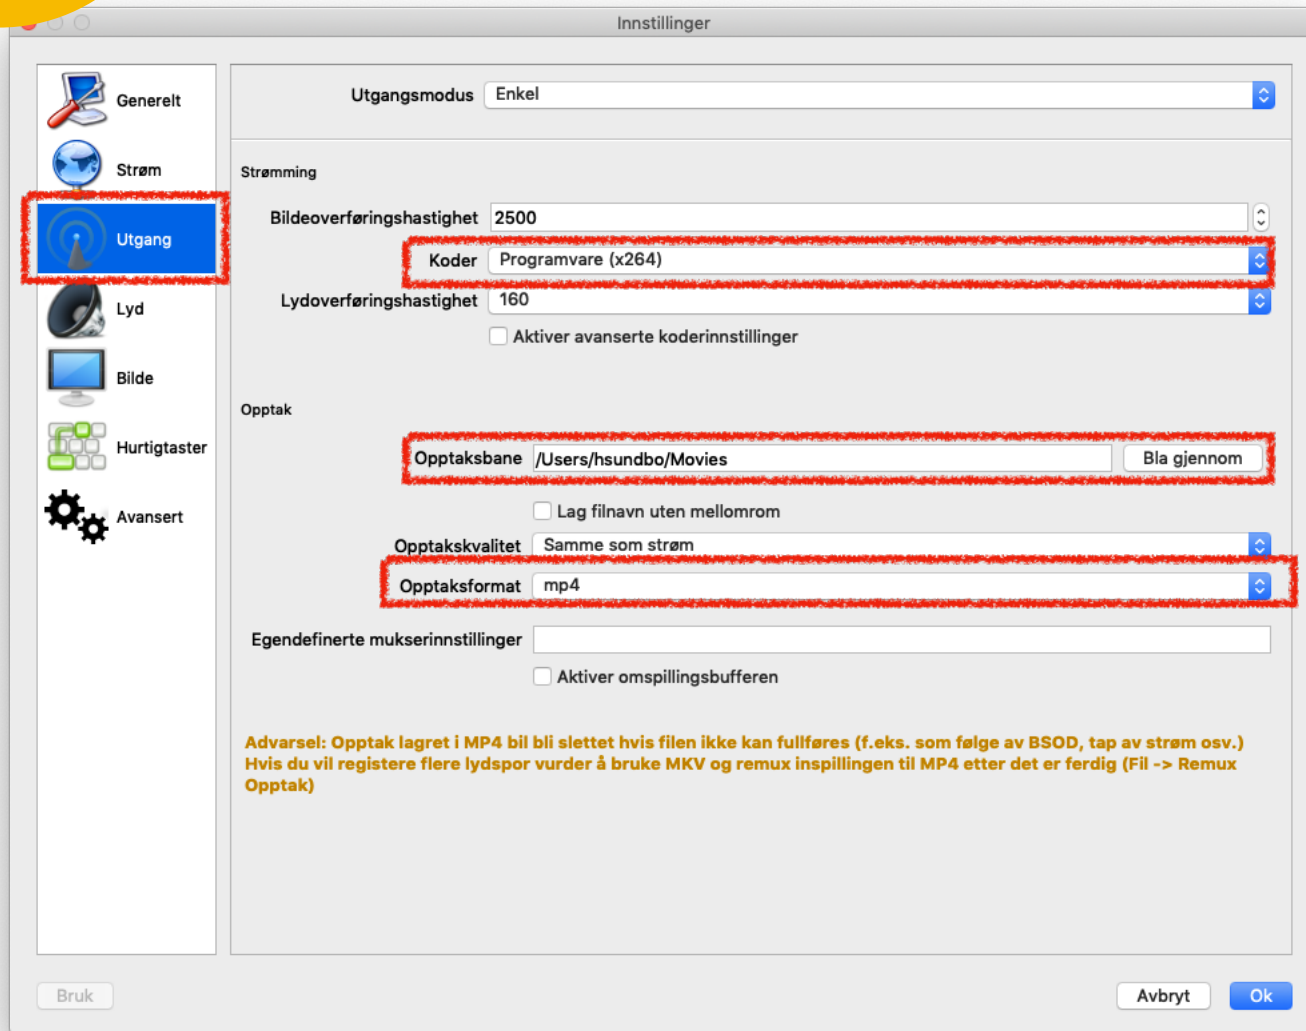 Innstillinger
Generelt
Strøm
Utgang
Lyd
Bilde
Hurtigtaster
Avansert
Utgangsmodus Enkel
Strømming
Bildeoverføringshastighet 2500
Koder Programvare (x264)
Lydoverføringshastighet 160
Aktiver avanserte koderinnstillinger
Opptak
Opptaksbane /Users/hsundbo/Movies Bla gjennom
Lag filnavn uten mellomrom
Opptakskvalitet Samme som strøm
Opptaksformat mp4
Egendefinerte mukserinnstillinger
Aktiver omspillingsbufferen
Advarsel: Opptak lagret i MP4 bil bli slettet hvis filen ikke kan fullføres (f.eks. som følge av BSOD, tap av strøm osv.)
Hvis du vil registere flere lydspor vurder å bruke MKV og remux inspillingen til MP4 etter det er ferdig (Fil -> Remux
Opptak)
Bruk Avbryt Ok